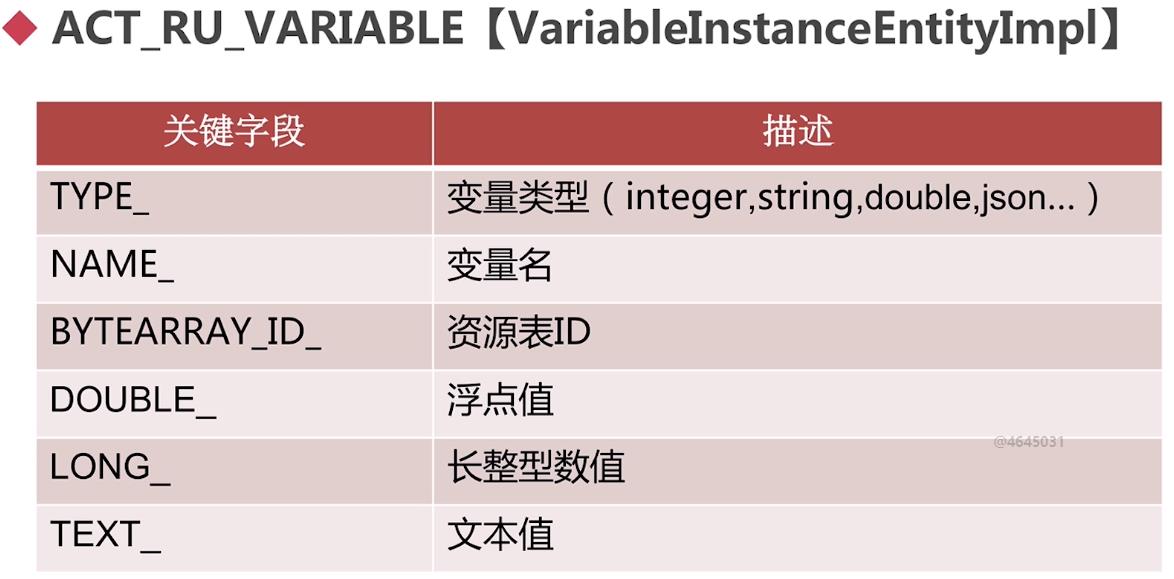 ACT_RU_VARIABLE【VariableInstanceEntityImpl】
关键字段 描述
TYPE_ 变量类型（integer,string,double,json...）
NAME_ 变量名
BYTEARRAY_ID_ 资源表ID
DOUBLE_ 浮点值
@4645031
LONG_ 长整型数值
TEXT_ 文本值